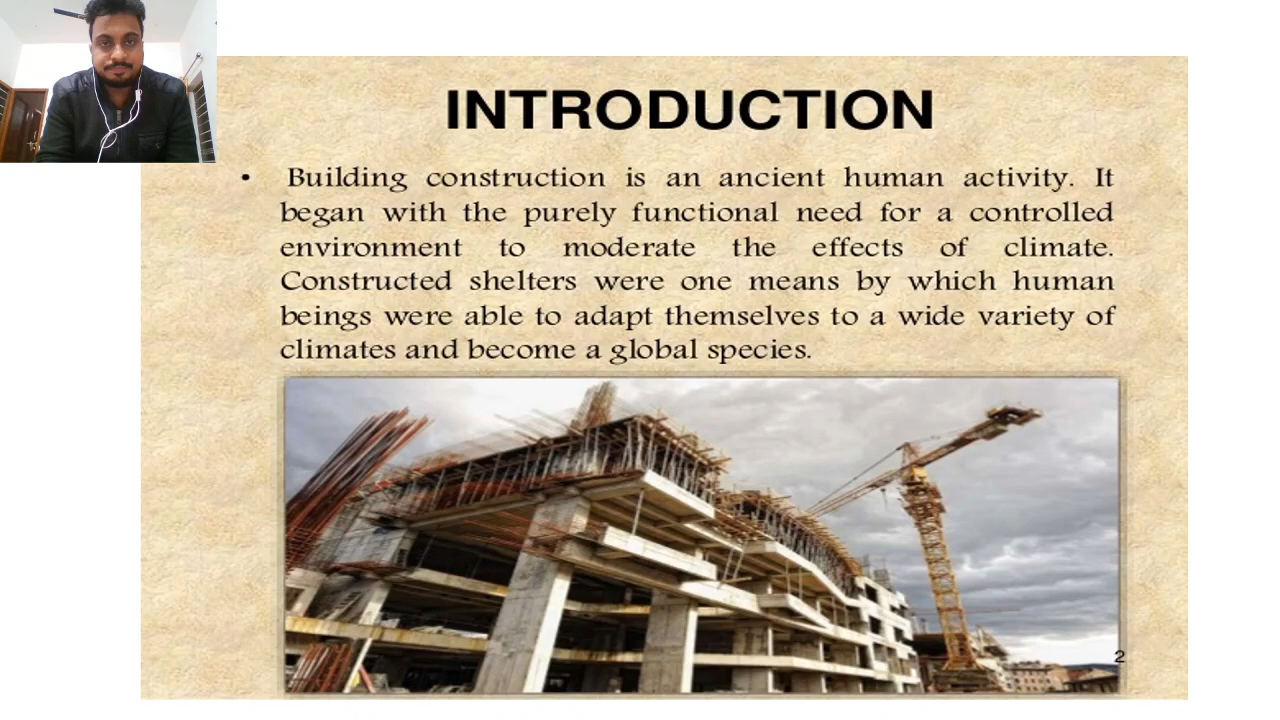 INTRODUCTION
• Building construction is an ancient human activity. It
began with the purely functional need for a controlled
environment to moderate the effects of climate.
Constructed shelters were one means by which human
beings were able to adapt themselves to a wide variety of
climates and become a global species.
2